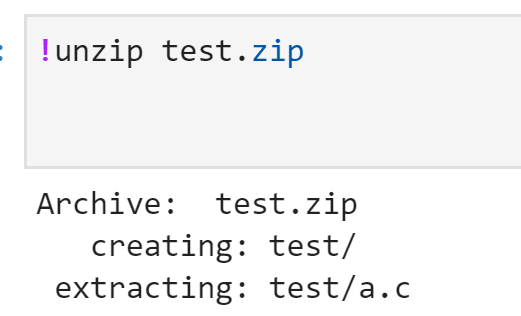 :
!unzip test.zip
Archive:  test.zip
   creating: test/
 extracting: test/a.c